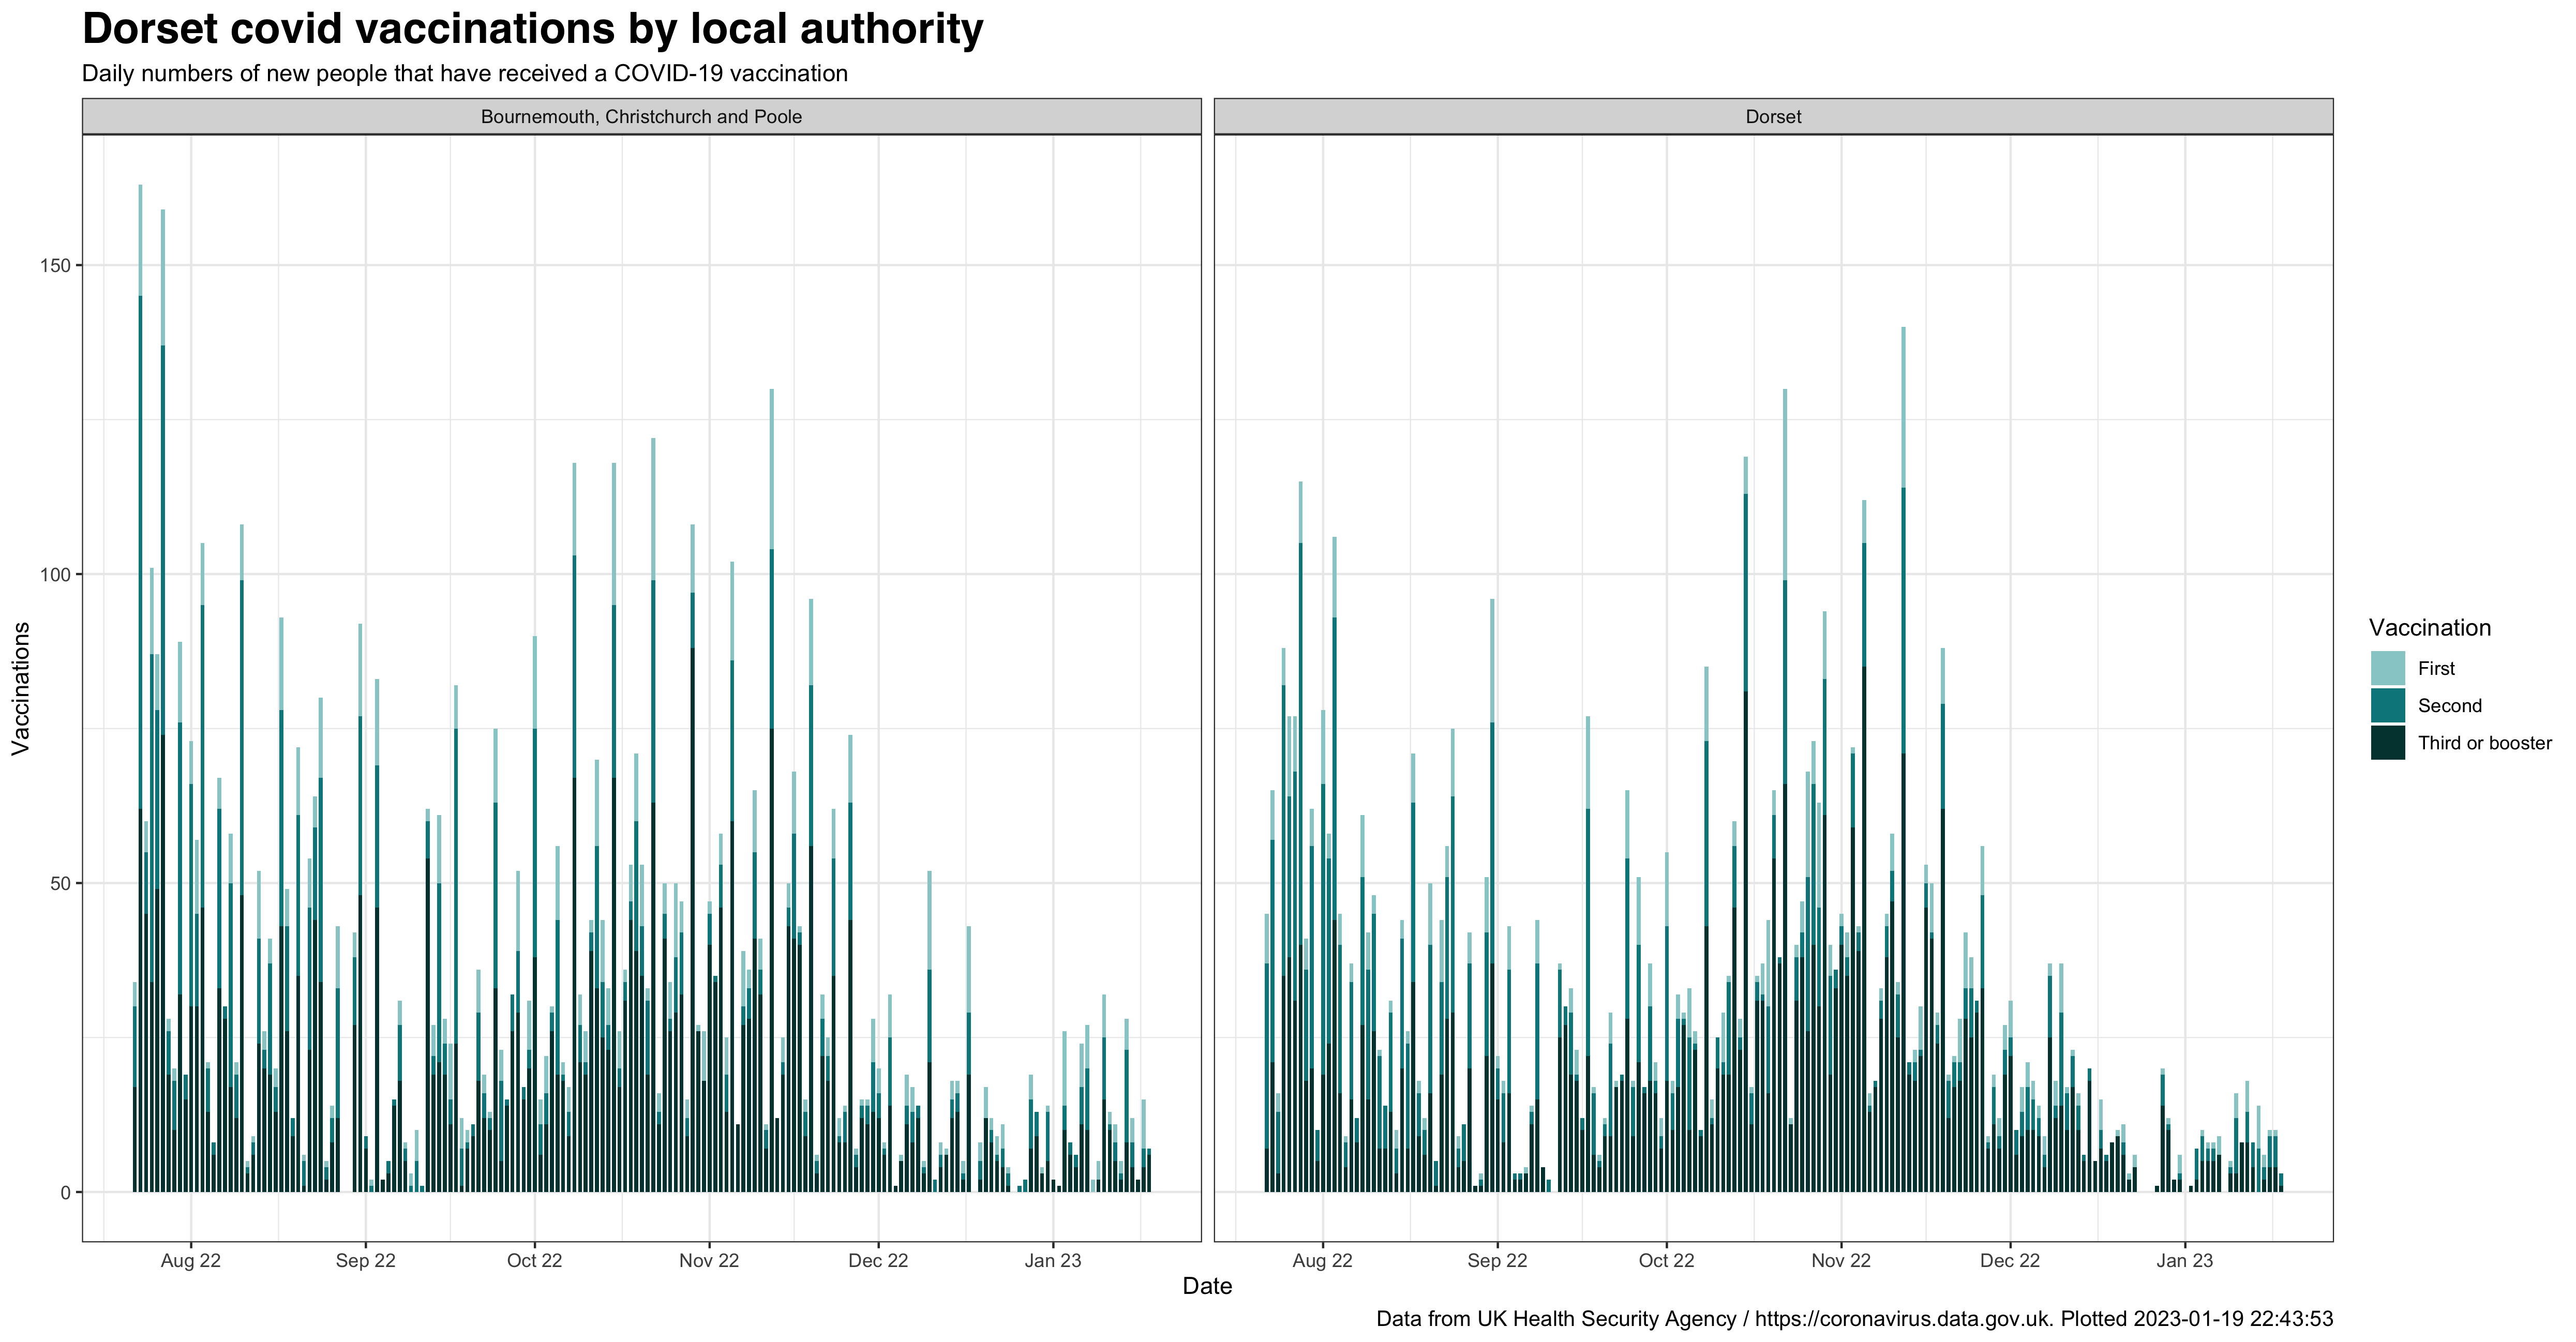 Dorset covid vaccinations by local authority
Daily numbers of new people that have received a COVID-19 vaccination
Bournemouth, Christchurch and Poole
Dorset
Vaccinations
150
100
50
0
Aug 22
Sep 22
Oct 22
Nov 22
Dec 22
Jan 23
Aug 22
Sep 22
Oct 22
Nov 22
Dec 22
Jan 23
Date
Vaccination
First
Second
Third or booster
Data from UK Health Security Agency / https://coronavirus.data.gov.uk. Plotted 2023-01-19 22:43:53